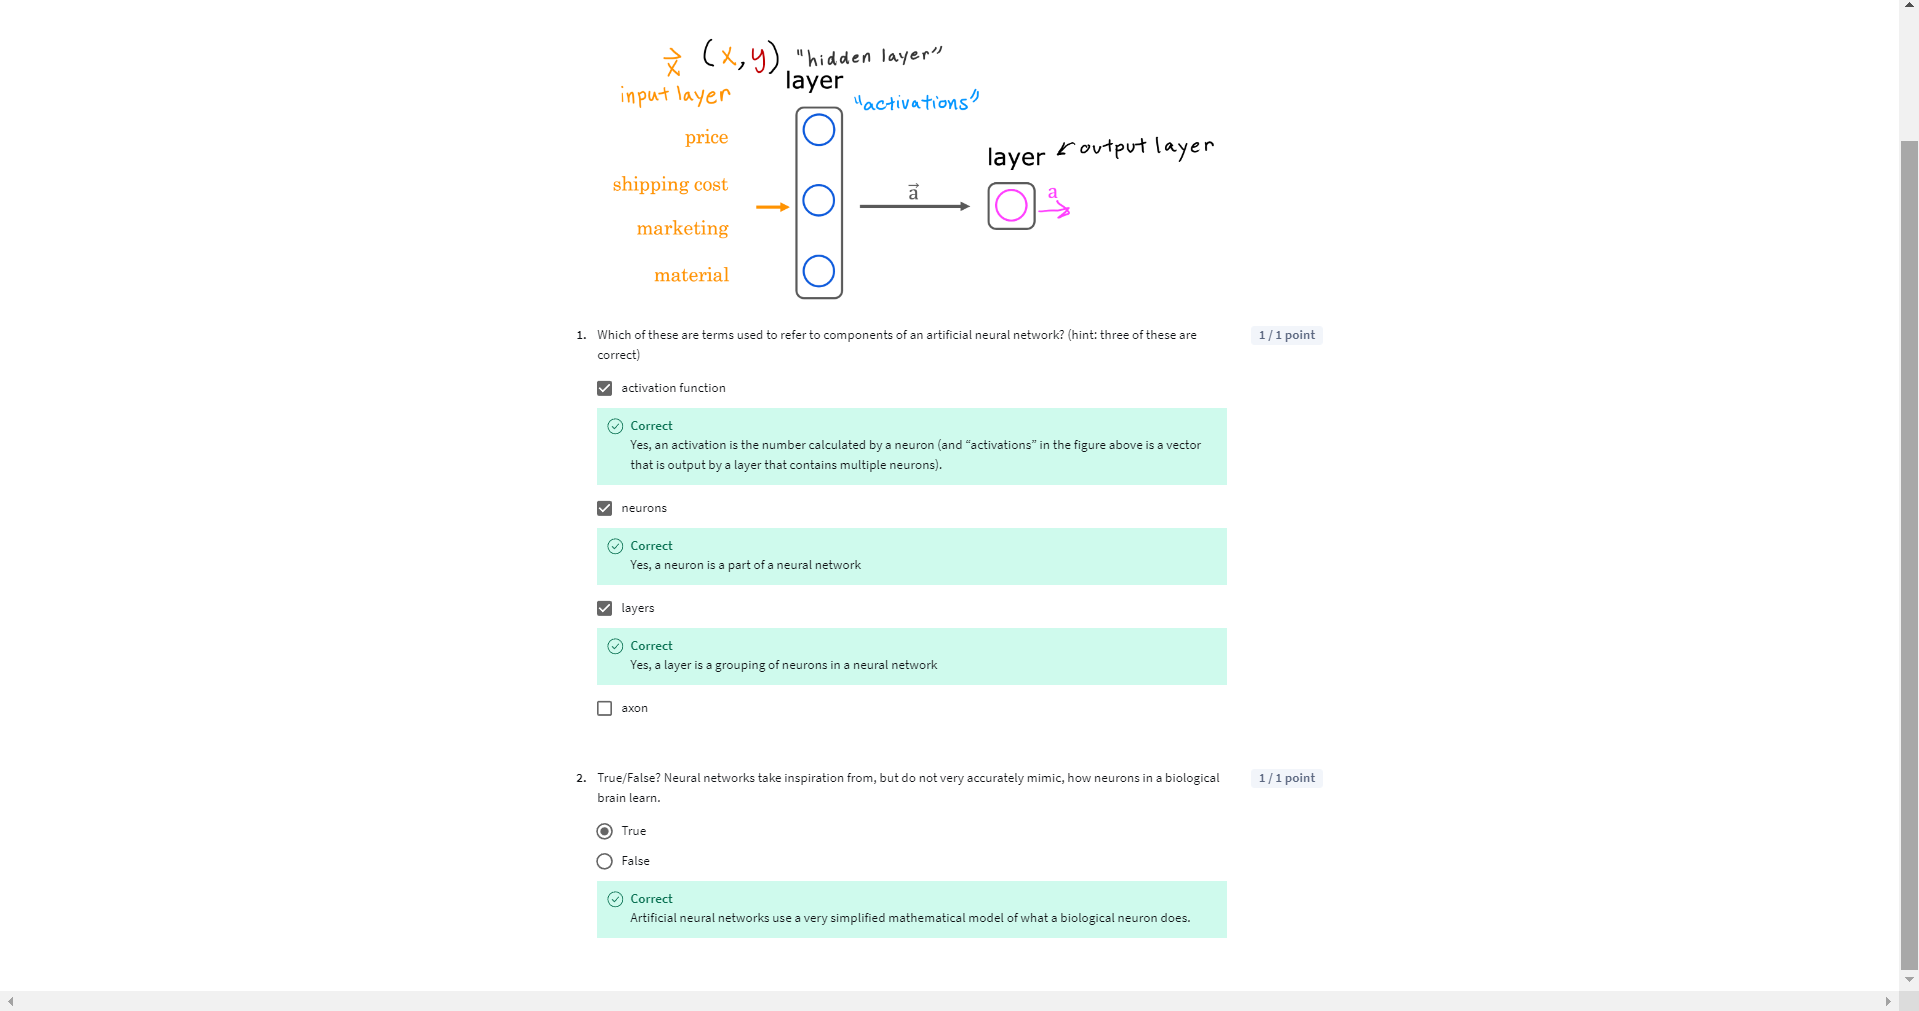 x⃗ (x, y) "hidden layer"
layer
input layer
"activations"
price
layer
output layer
shipping cost
a⃗
a
marketing
material
1. Which of these are terms used to refer to components of an artificial neural network? (hint: three of these are
correct)
1 / 1 point
activation function
Correct
Yes, an activation is the number calculated by a neuron (and “activations” in the figure above is a vector
that is output by a layer that contains multiple neurons).
neurons
Correct
Yes, a neuron is a part of a neural network
layers
Correct
Yes, a layer is a grouping of neurons in a neural network
axon
2. True/False? Neural networks take inspiration from, but do not very accurately mimic, how neurons in a biological
brain learn.
1 / 1 point
True
False
Correct
Artificial neural networks use a very simplified mathematical model of what a biological neuron does.